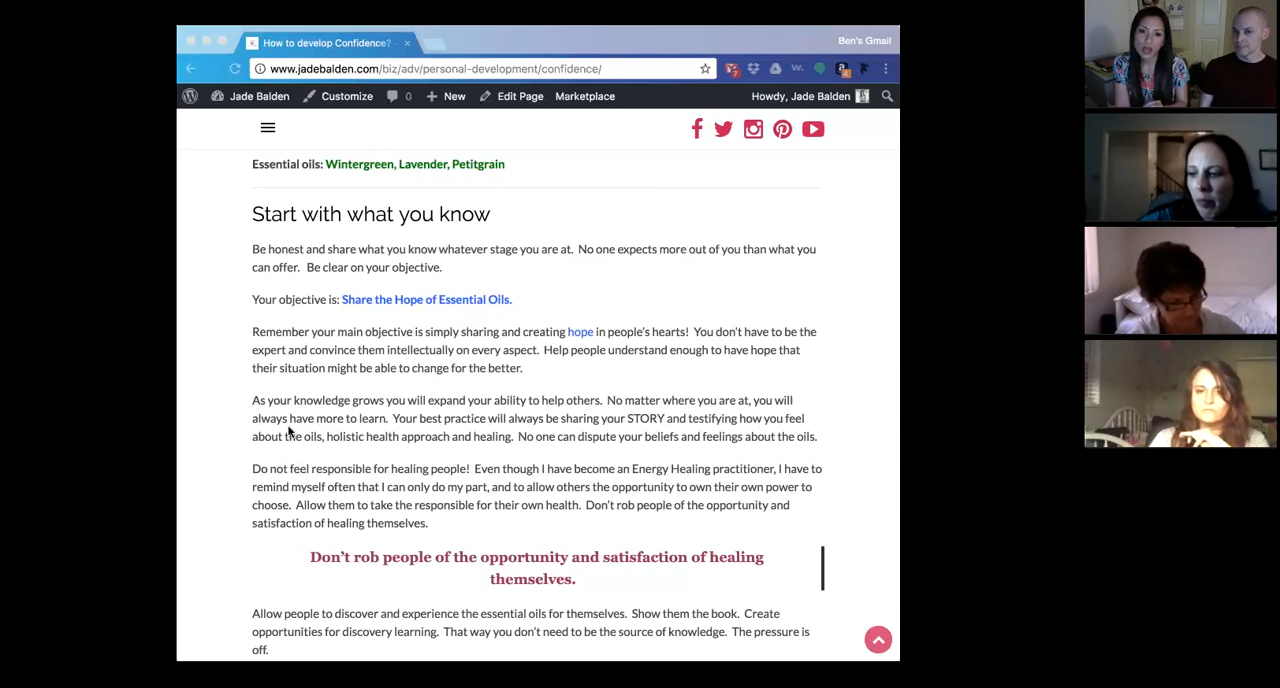 How to develop Confidence?
Ben's Gmail
www.jadebalden.com/biz/adv/personal-development/confidence/
Jade Balden Customize 0 New Edit Page Marketplace Howdy, Jade Balden
Essential oils: Wintergreen, Lavender, Petitgrain
Start with what you know
Be honest and share what you know whatever stage you are at. No one expects more out of you than what you
can offer. Be clear on your objective.
Your objective is: Share the Hope of Essential Oils.
Remember your main objective is simply sharing and creating hope in people's hearts! You don't have to be the
expert and convince them intellectually on every aspect. Help people understand enough to have hope that
their situation might be able to change for the better.
As your knowledge grows you will expand your ability to help others. No matter where you are at, you will
always have more to learn. Your best practice will always be sharing your STORY and testifying how you feel
about the oils, holistic health approach and healing. No one can dispute your beliefs and feelings about the oils.
Do not feel responsible for healing people! Even though I have become an Energy Healing practitioner, I have to
remind myself often that I can only do my part, and to allow others the opportunity to own their own power to
choose. Allow them to take the responsible for their own health. Don't rob people of the opportunity and
satisfaction of healing themselves.
Don't rob people of the opportunity and satisfaction of healing
themselves.
Allow people to discover and experience the essential oils for themselves. Show them the book. Create
opportunities for discovery learning. That way you don't need to be the source of knowledge. The pressure is
off.